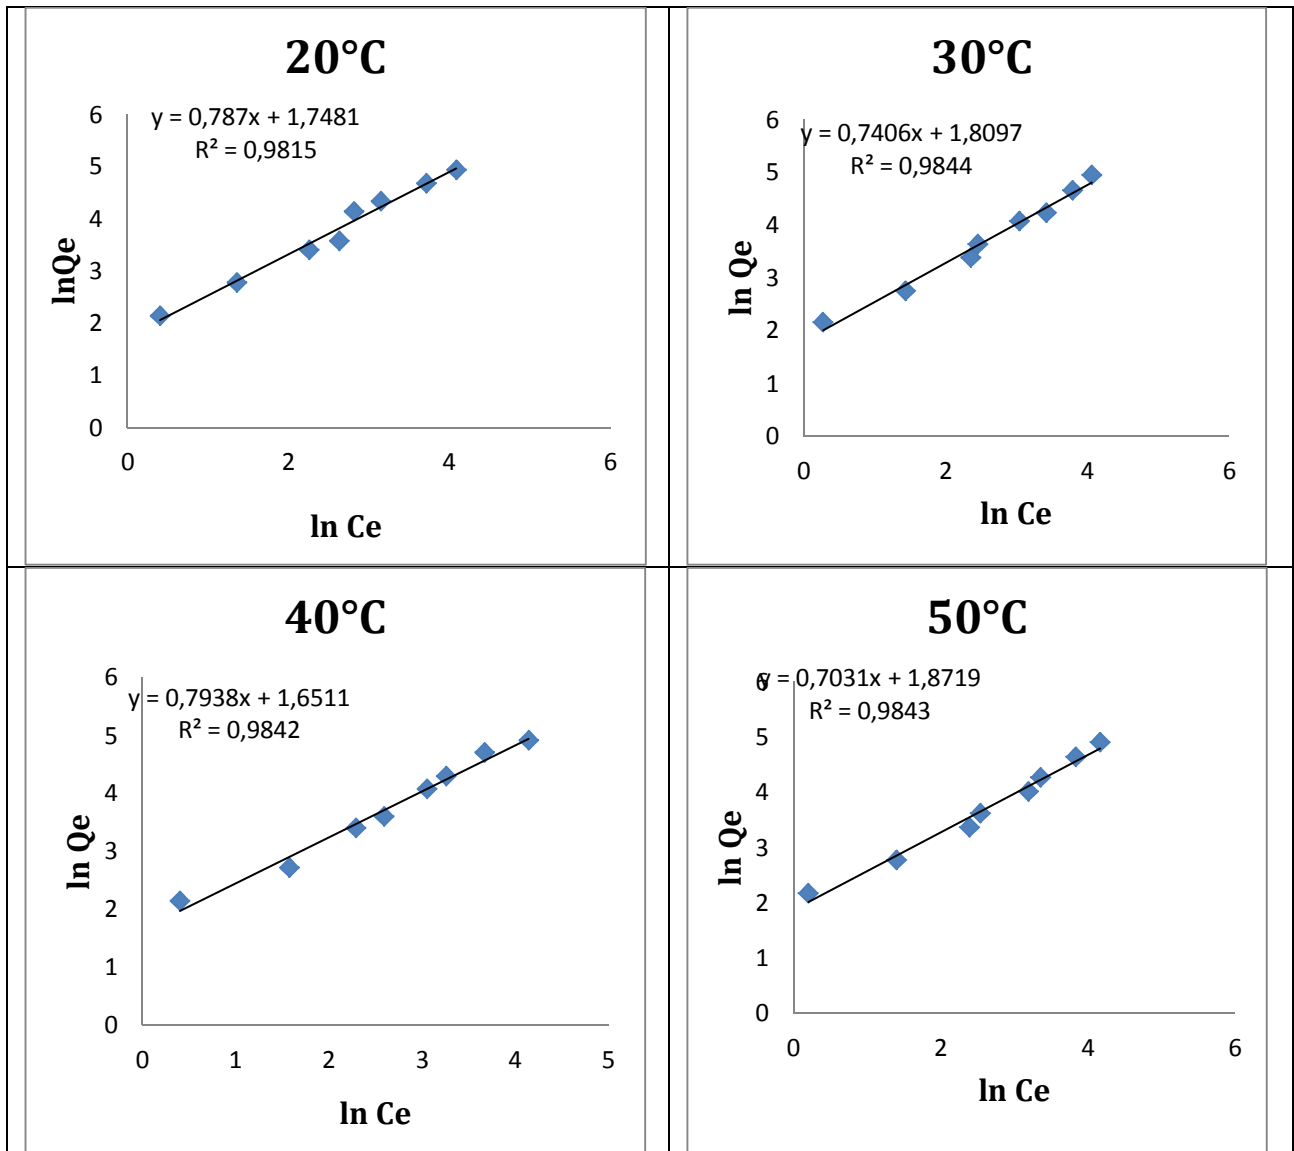 20°C
y = 0,787x + 1,7481
R² = 0,9815
6
5
4
3
2
1
0
lnQe
0 2 4 6
ln Ce
30°C
y = 0,7406x + 1,8097
R² = 0,9844
6
5
4
3
2
1
0
ln Qe
0 2 4 6
ln Ce
40°C
y = 0,7938x + 1,6511
R² = 0,9842
6
5
4
3
2
1
0
ln Qe
0 1 2 3 4 5
ln Ce
50°C
y = 0,7031x + 1,8719
R² = 0,9843
6
5
4
3
2
1
0
ln Qe
0 2 4 6
ln Ce